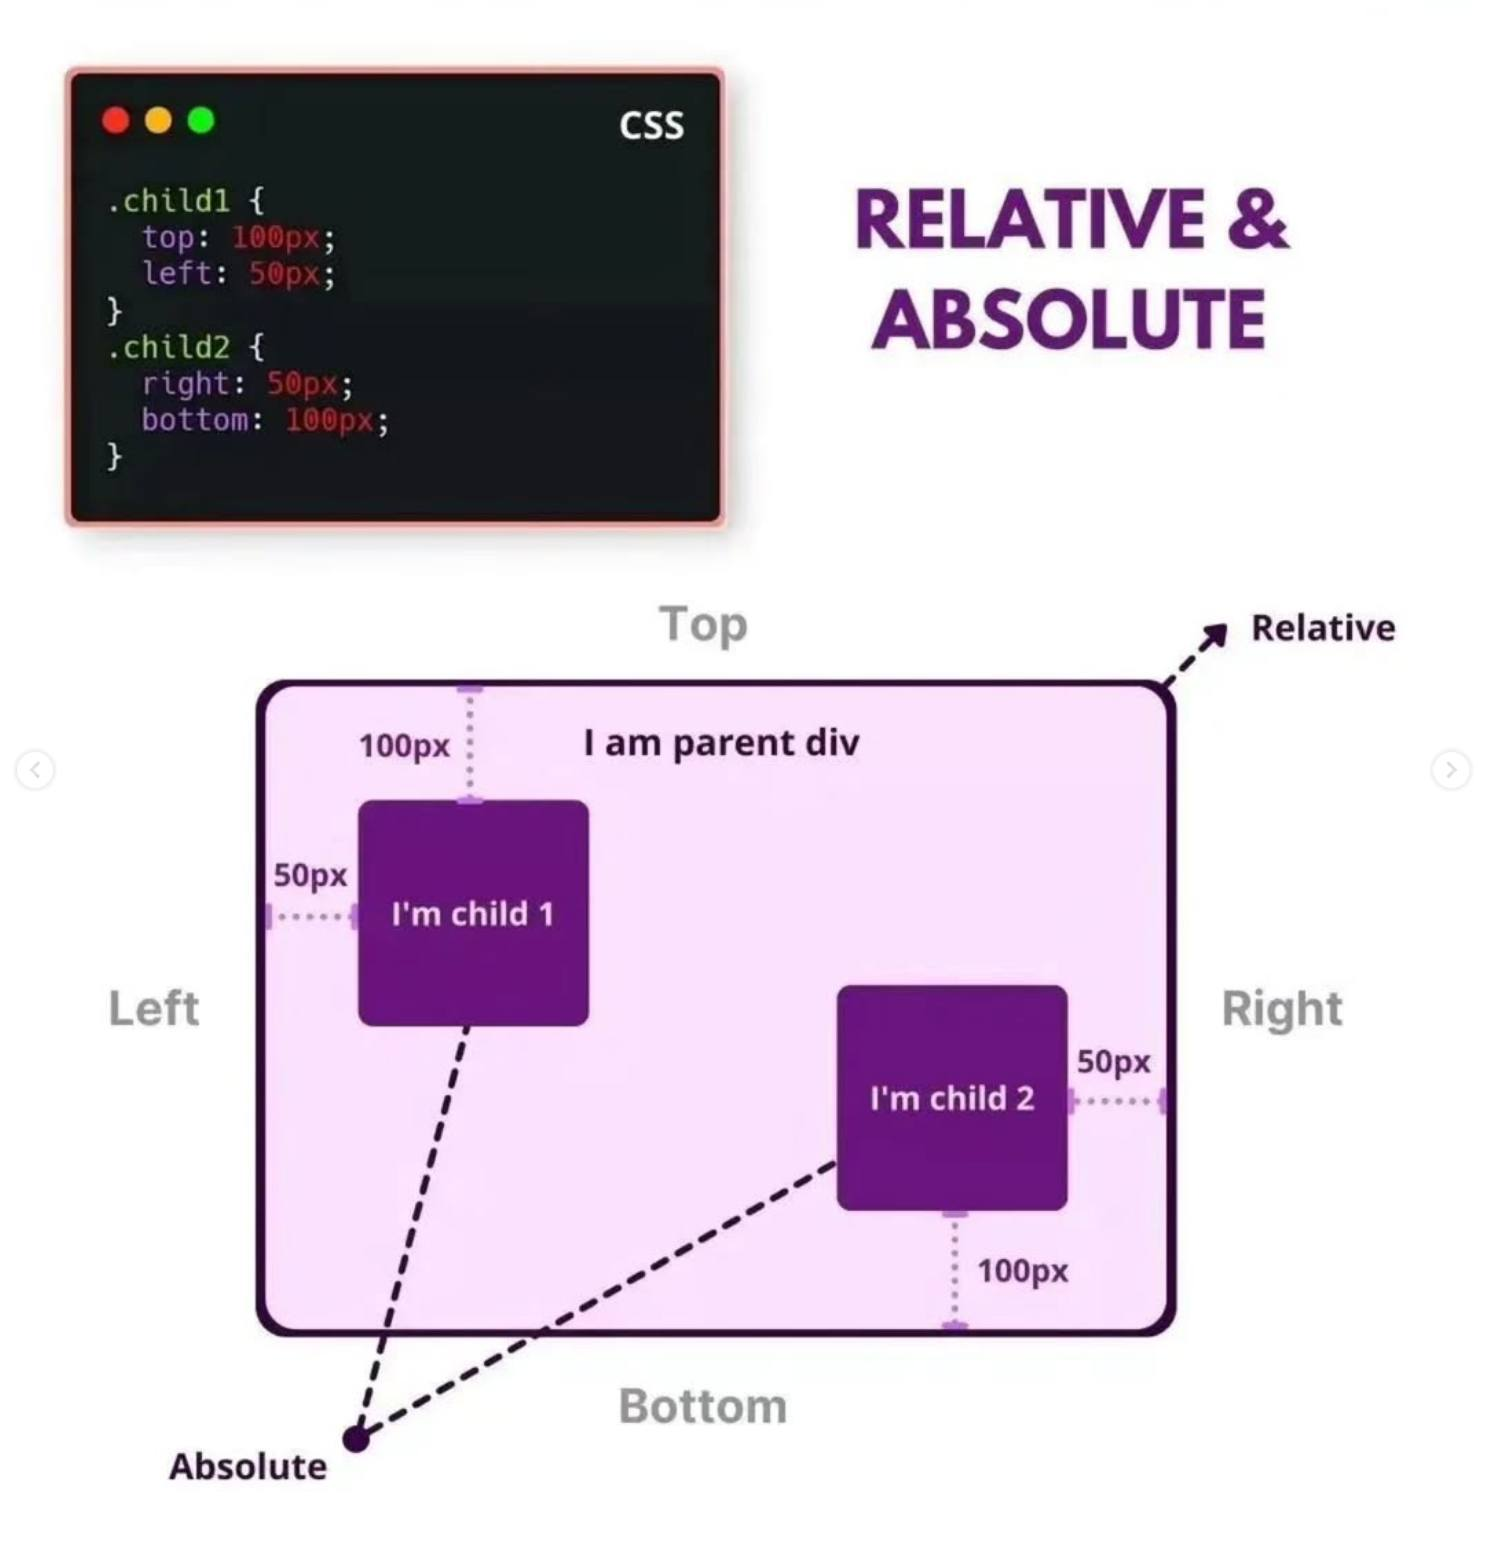 CSS
.child1 {
top: 100px;
left: 50px;
}
.child2 {
right: 50px;
bottom: 100px;
}
RELATIVE &
ABSOLUTE
Top
Relative
100px
I am parent div
50px
I'm child 1
Left
Right
50px
I'm child 2
100px
Bottom
Absolute